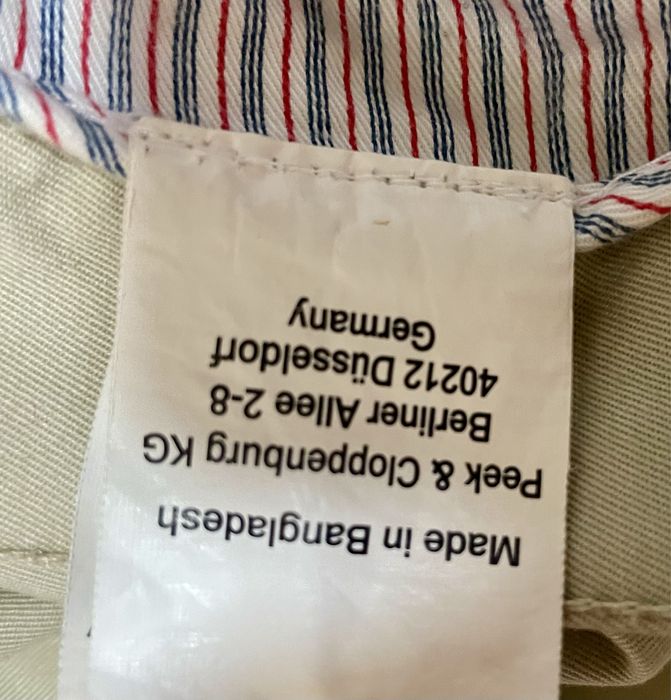 Made in Bangladesh
Peek & Cloppenburg KG
Berliner Allee 2-8
40212 Düsseldorf
Germany